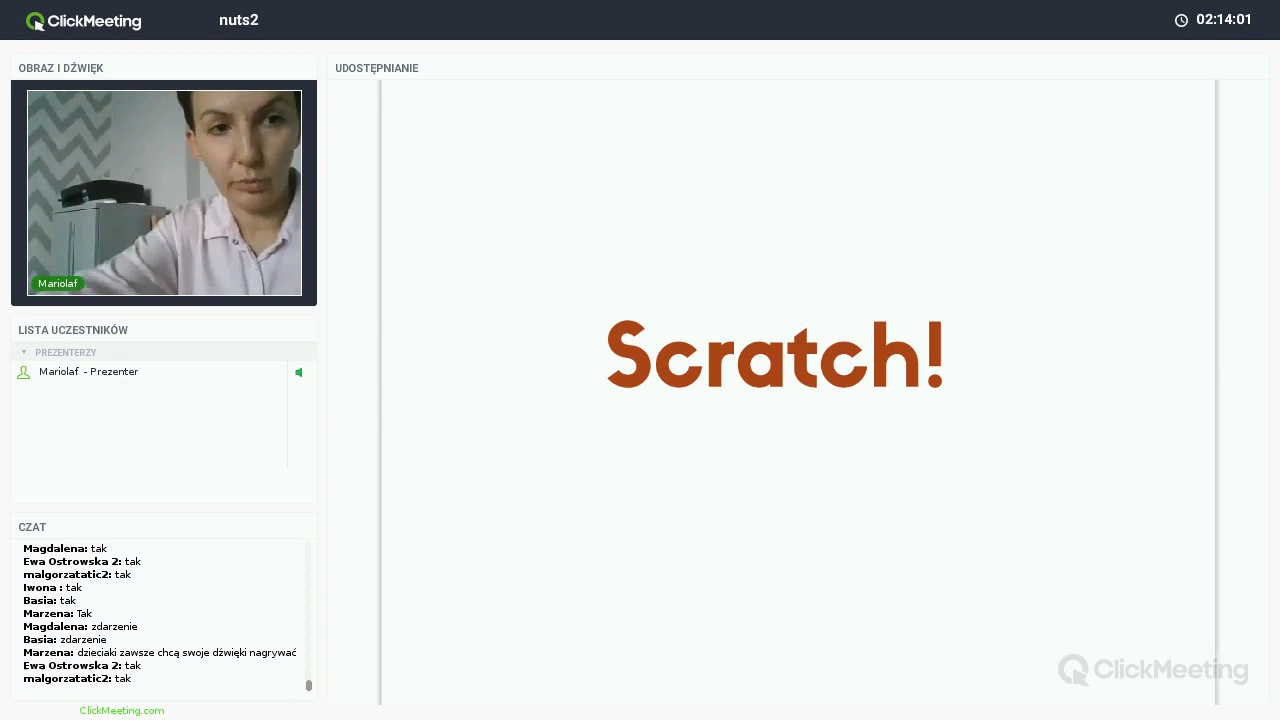 ClickMeeting
nuts2
02:14:01
OBRAZ I DŹWIĘK
Mariolaf
LISTA UCZESTNIKÓW
PREZENTERZY
Mariolaf - Prezenter
CZAT
Magdalena: tak
Ewa Ostrowska 2: tak
malgorzatatic2: tak
Iwona : tak
Basia: tak
Marzena: Tak
Magdalena: zdarzenie
Basia: zdarzenie
Marzena: dzieciaki zawsze chcą swoje dźwięki nagrywać
Ewa Ostrowska 2: tak
malgorzatatic2: tak
ClickMeeting.com
UDOSTĘPNIANIE
Scratch!
ClickMeeting